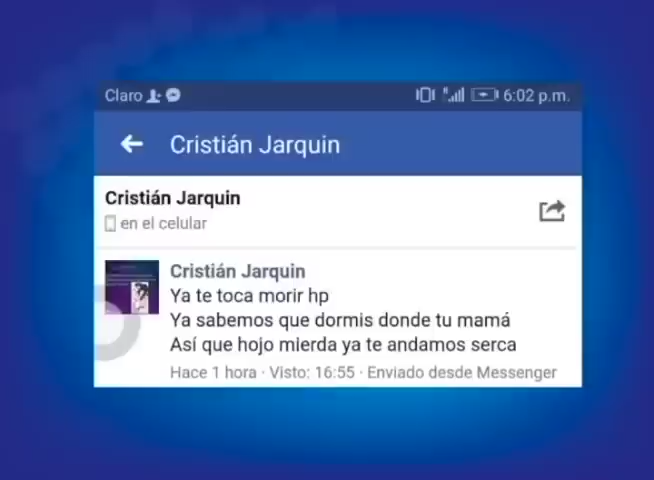 Claro 6:02 p.m.
Cristián Jarquin
Cristián Jarquin
en el celular
Cristián Jarquin
Ya te toca morir hp
Ya sabemos que dormis donde tu mamá
Así que hojo mierda ya te andamos serca
Hace 1 hora · Visto: 16:55 · Enviado desde Messenger